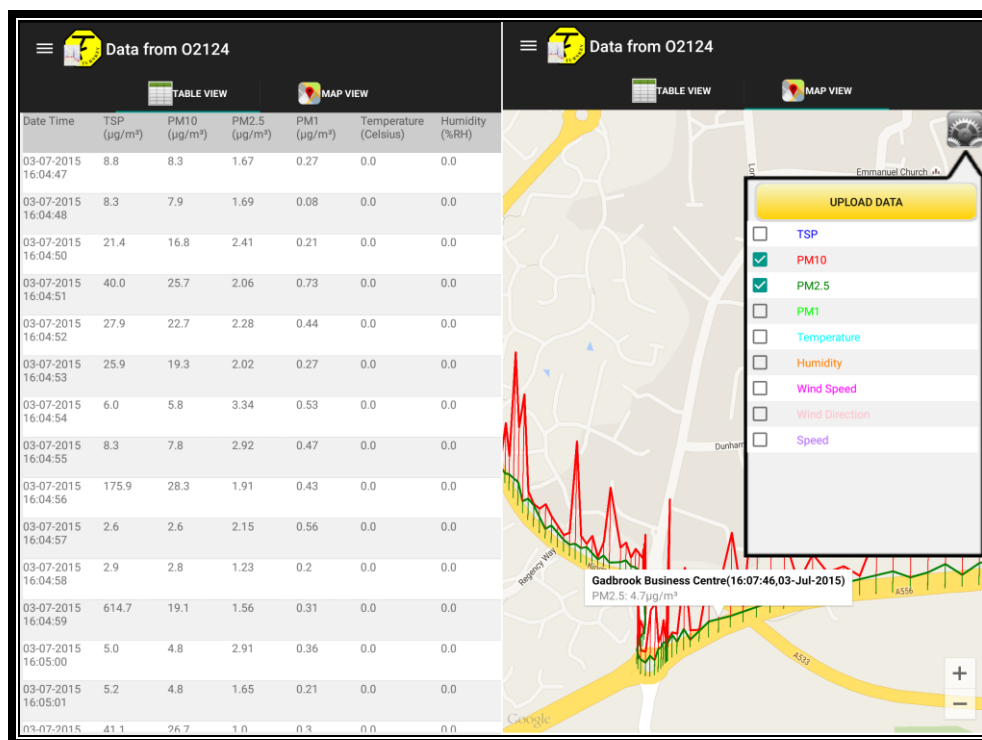 Data from O2124
TABLE VIEW
MAP VIEW
Date Time TSP (µg/m³) PM10 (µg/m³) PM2.5 (µg/m³) PM1 (µg/m³) Temperature (Celsius) Humidity (%RH)
03-07-2015 16:04:47 8.8 8.3 1.67 0.27 0.0 0.0
03-07-2015 16:04:48 8.3 7.9 1.69 0.08 0.0 0.0
03-07-2015 16:04:50 21.4 16.8 2.41 0.21 0.0 0.0
03-07-2015 16:04:51 40.0 25.7 2.06 0.73 0.0 0.0
03-07-2015 16:04:52 27.9 22.7 2.28 0.44 0.0 0.0
03-07-2015 16:04:53 25.9 19.3 2.02 0.27 0.0 0.0
03-07-2015 16:04:54 6.0 5.8 3.34 0.53 0.0 0.0
03-07-2015 16:04:55 8.3 7.8 2.92 0.47 0.0 0.0
03-07-2015 16:04:56 175.9 28.3 1.91 0.43 0.0 0.0
03-07-2015 16:04:57 2.6 2.6 2.15 0.56 0.0 0.0
03-07-2015 16:04:58 2.9 2.8 1.23 0.2 0.0 0.0
03-07-2015 16:04:59 614.7 19.1 1.56 0.31 0.0 0.0
03-07-2015 16:05:00 5.0 4.8 2.91 0.36 0.0 0.0
03-07-2015 16:05:01 5.2 4.8 1.65 0.21 0.0 0.0
03-07-2015 41.1 26.7 1.0 0.3 0.0 0.0
Data from O2124
TABLE VIEW
MAP VIEW
Emmanuel Church
UPLOAD DATA
TSP
PM10
PM2.5
PM1
Temperature
Humidity
Wind Speed
Wind Direction
Speed
Dunham
Regency Way
Gadbrook Business Centre(16:07:46,03-Jul-2015)
PM2.5: 4.7µg/m³
A556
A533
Google